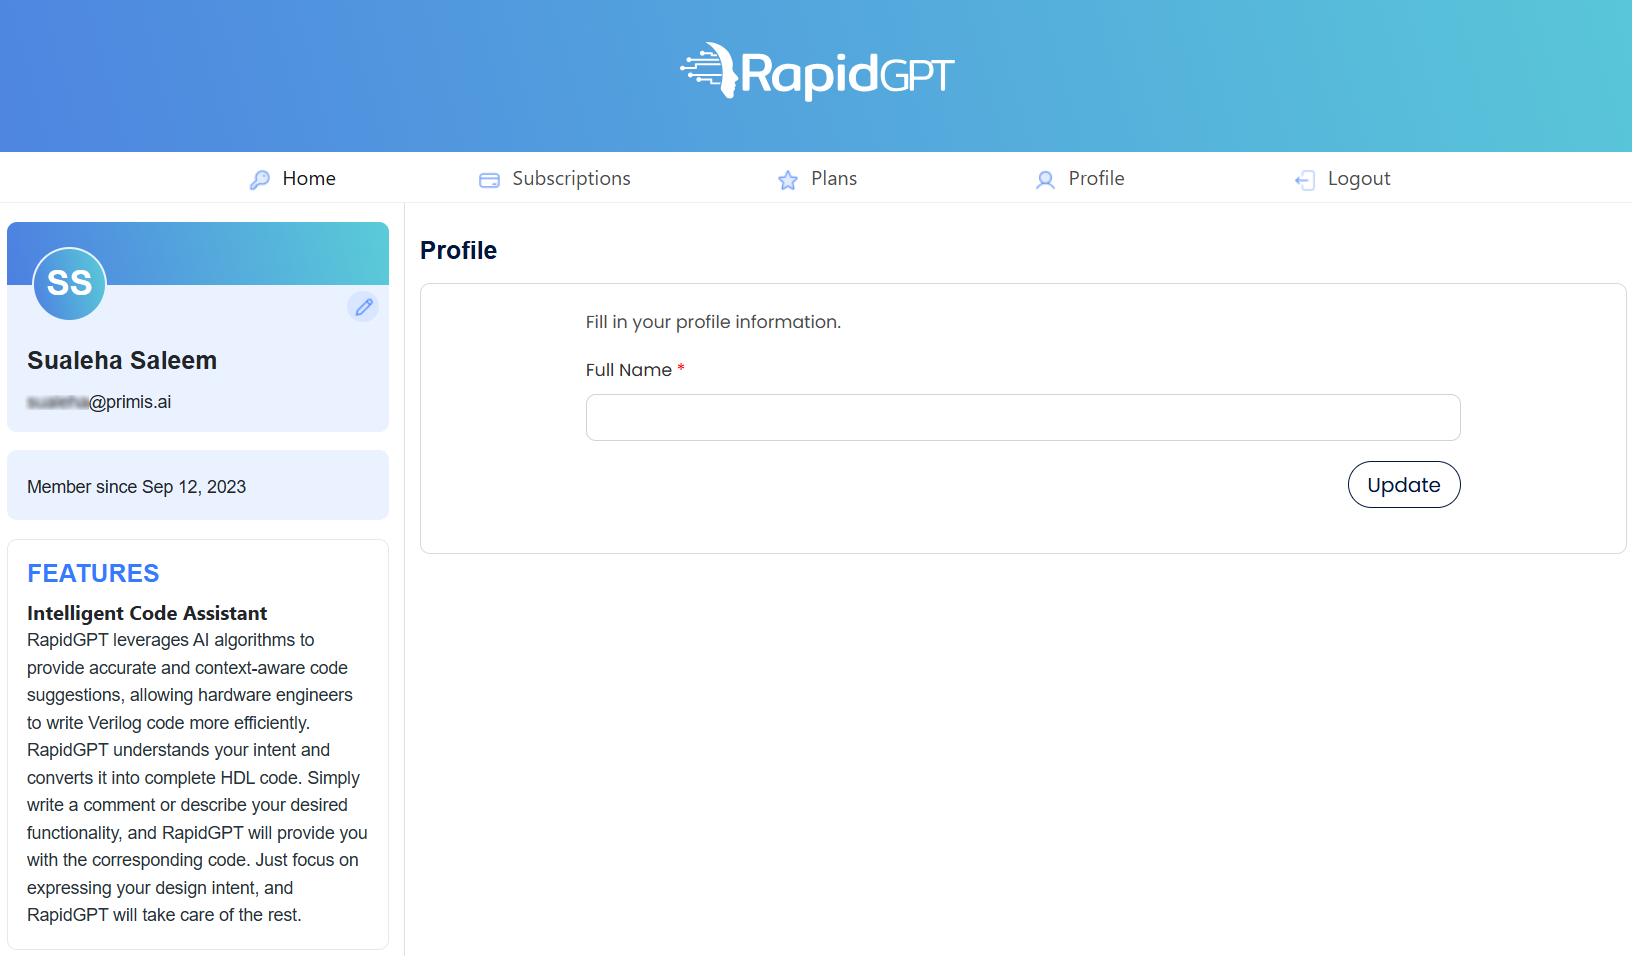 RapidGPT
Home
Subscriptions
Plans
Profile
Logout
SS
Sualeha Saleem
@primis.ai
Member since Sep 12, 2023
FEATURES
Intelligent Code Assistant
RapidGPT leverages AI algorithms to
provide accurate and context-aware code
suggestions, allowing hardware engineers
to write Verilog code more efficiently.
RapidGPT understands your intent and
converts it into complete HDL code. Simply
write a comment or describe your desired
functionality, and RapidGPT will provide you
with the corresponding code. Just focus on
expressing your design intent, and
RapidGPT will take care of the rest.
Profile
Fill in your profile information.
Full Name *
Update